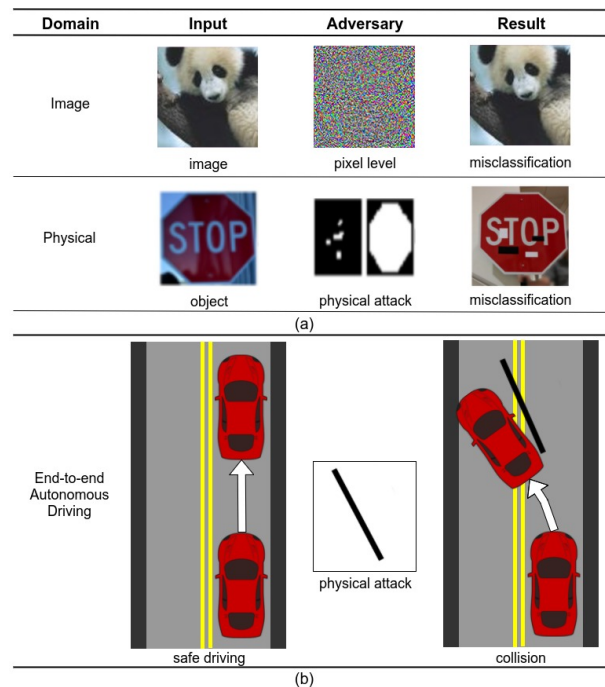 Domain Input Adversary Result
Image
image pixel level misclassification
STOP STOP
Physical
object physical attack misclassification
(a)
End-to-end
Autonomous
Driving
physical attack
safe driving collision
(b)